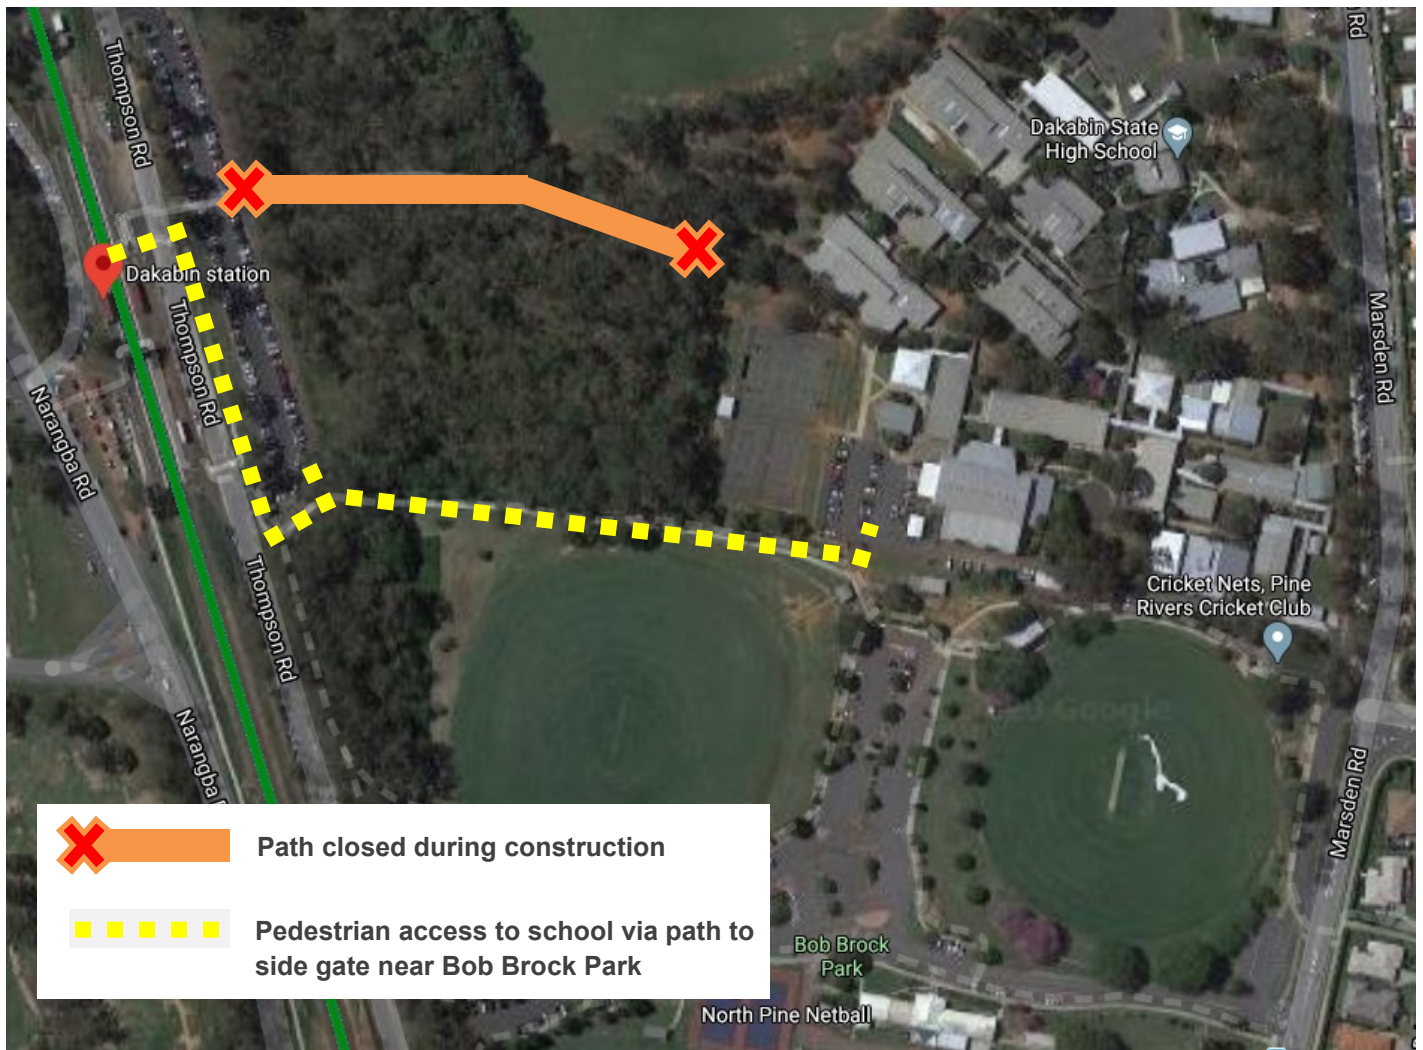 Thompson Rd
Rd
Dakabin State
High School
Dakabin station
Thompson Rd
Marsden Rd
Narangba Rd
Thompson Rd
Cricket Nets, Pine
Rivers Cricket Club
Google
Narangba
Marsden Rd
Path closed during construction
Pedestrian access to school via path to
side gate near Bob Brock Park
Bob Brock
Park
North Pine Netball